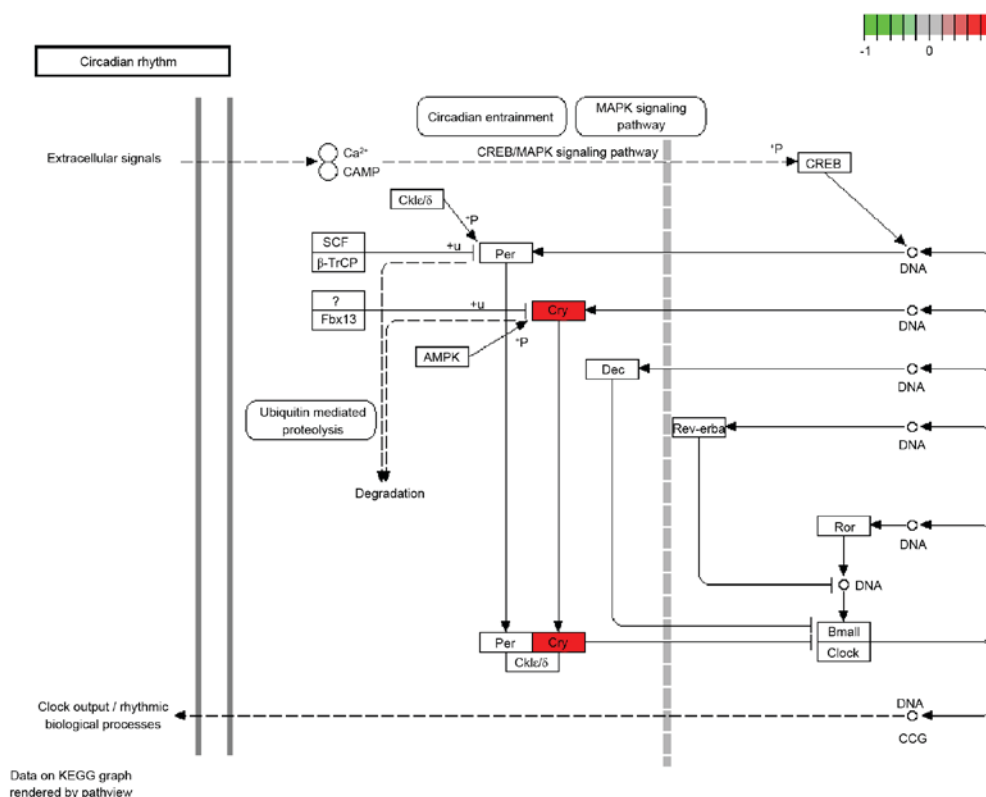 -1 0
Circadian rhythm
Circadian entrainment
MAPK signaling
pathway
Extracellular signals
Ca²⁺
CAMP
CREB/MAPK signaling pathway
⁺P
CREB
CkIε/δ
⁺P
SCF
β-TrCP
+u
Per
DNA
?
Fbx13
+u
Cry
DNA
⁺P
AMPK
Dec
DNA
Ubiquitin mediated
proteolysis
Rev-erba
DNA
Degradation
Ror
DNA
DNA
Per
Cry
CkIε/δ
Bmall
Clock
Clock output / rhythmic
biological processes
DNA
CCG
Data on KEGG graph
rendered by pathview